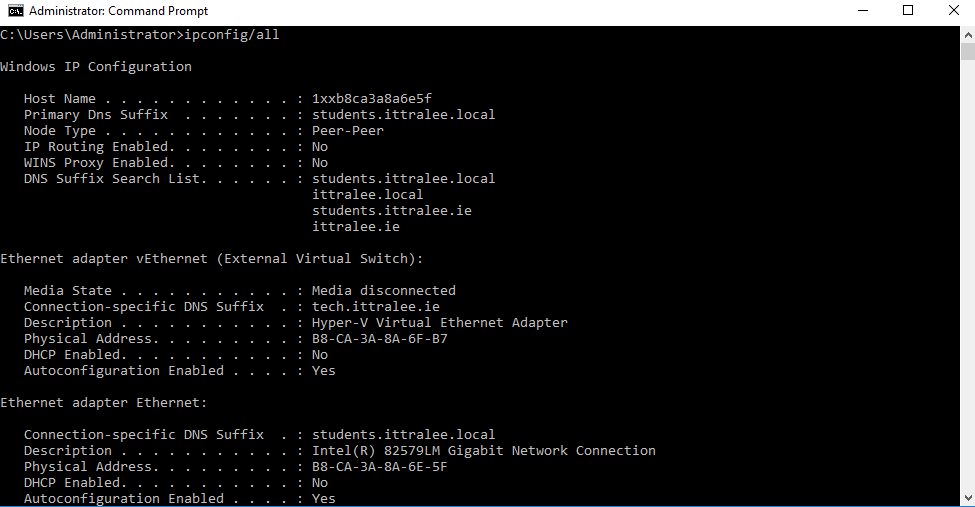 Administrator: Command Prompt
C:\Users\Administrator>ipconfig/all
Windows IP Configuration
Host Name . . . . . . . . . . . . : 1xxb8ca3a8a6e5f
Primary Dns Suffix  . . . . . . . : students.ittralee.local
Node Type . . . . . . . . . . . . : Peer-Peer
IP Routing Enabled. . . . . . . . : No
WINS Proxy Enabled. . . . . . . . : No
DNS Suffix Search List. . . . . . : students.ittralee.local
ittralee.local
students.ittralee.ie
ittralee.ie
Ethernet adapter vEthernet (External Virtual Switch):
Media State . . . . . . . . . . . : Media disconnected
Connection-specific DNS Suffix  . : tech.ittralee.ie
Description . . . . . . . . . . . : Hyper-V Virtual Ethernet Adapter
Physical Address. . . . . . . . . : B8-CA-3A-8A-6F-B7
DHCP Enabled. . . . . . . . . . . : No
Autoconfiguration Enabled . . . . : Yes
Ethernet adapter Ethernet:
Connection-specific DNS Suffix  . : students.ittralee.local
Description . . . . . . . . . . . : Intel(R) 82579LM Gigabit Network Connection
Physical Address. . . . . . . . . : B8-CA-3A-8A-6E-5F
DHCP Enabled. . . . . . . . . . . : No
Autoconfiguration Enabled . . . . : Yes